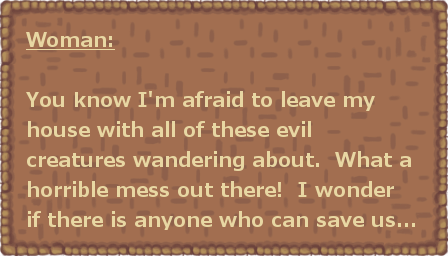 Woman:
You know I'm afraid to leave my
house with all of these evil
creatures wandering about.  What a
horrible mess out there!  I wonder
if there is anyone who can save us...